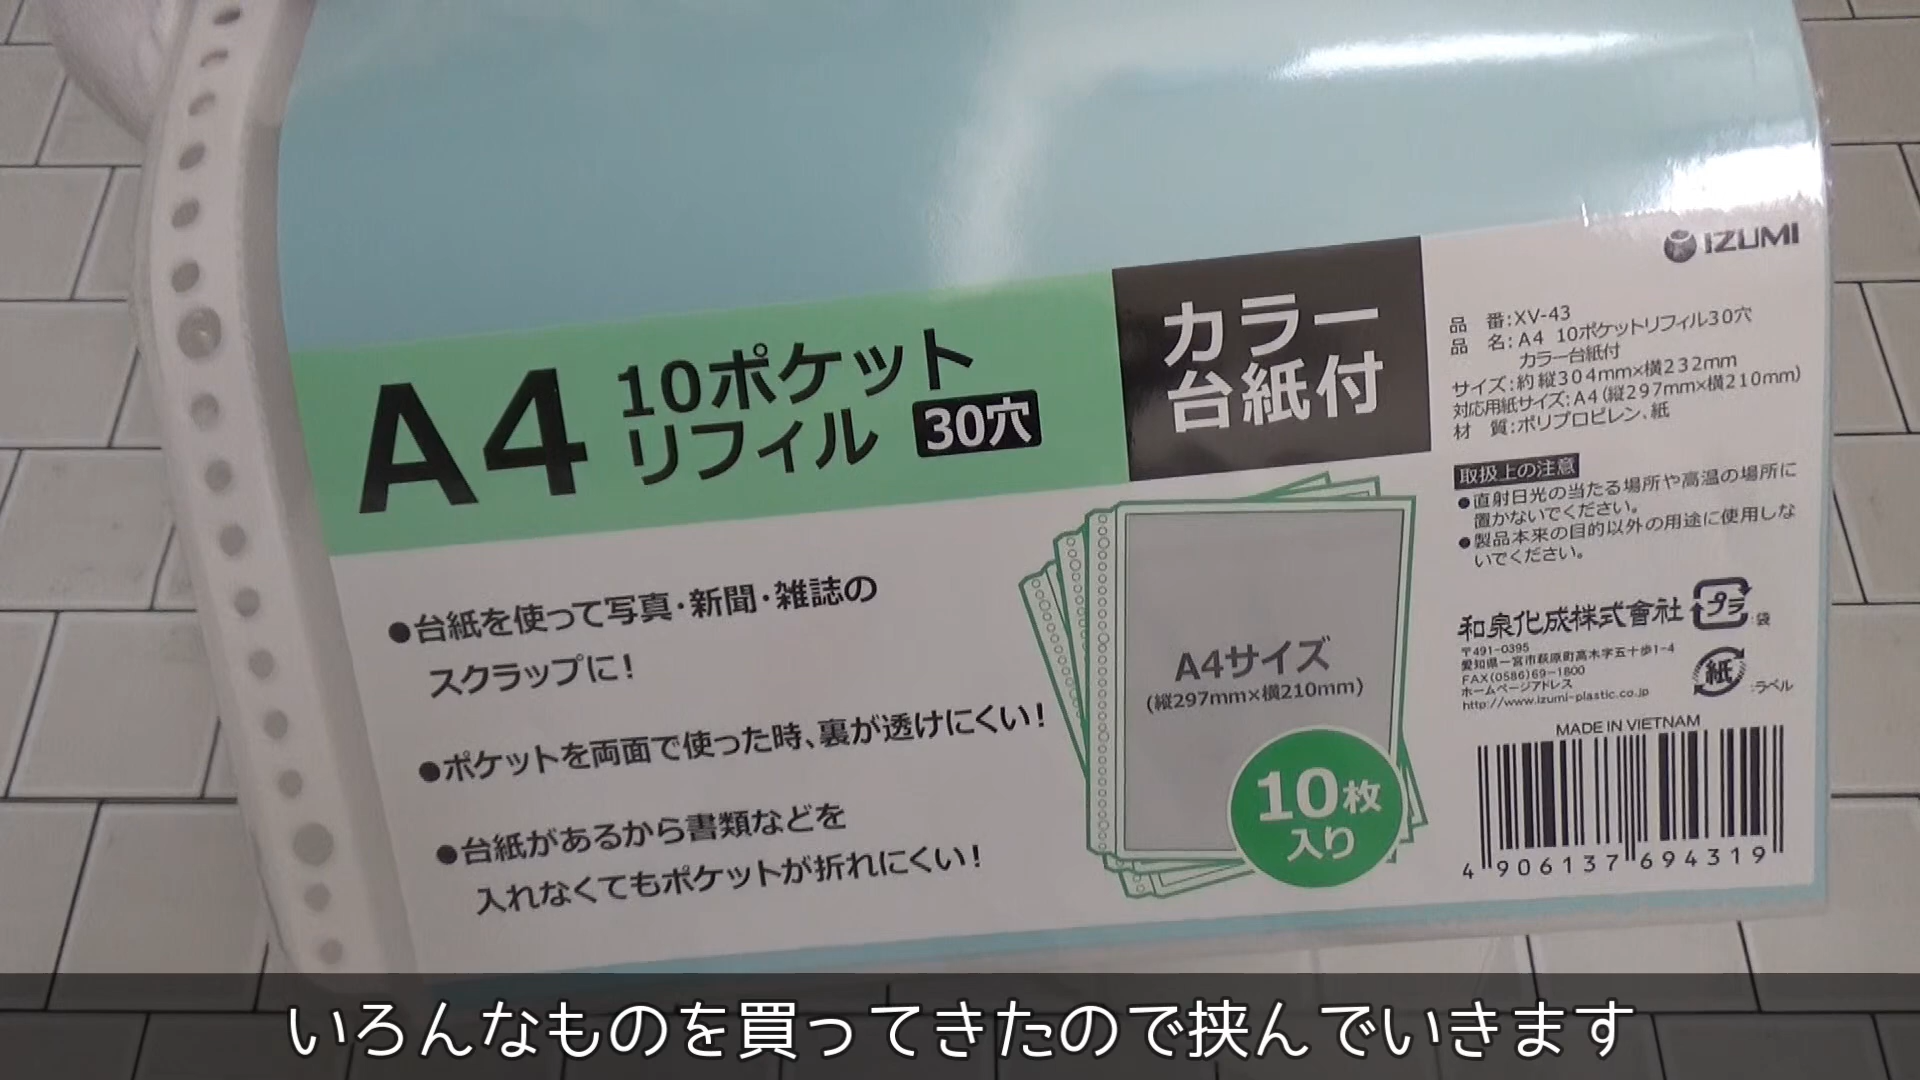 A4
10ポケット
リフィル 30穴
カラー
台紙付
●台紙を使って写真・新聞・雑誌の
スクラップに!
●ポケットを両面で使った時、裏が透けにくい!
●台紙があるから書類などを
入れなくてもポケットが折れにくい!
A4サイズ
(縦297mm×横210mm)
10枚
入り
IZUMI
品 番:XV-43
品 名:A4 10ポケットリフィル30穴
カラー台紙付
サイズ:約縦304mm×横232mm
対応用紙サイズ:A4(縦297mm×横210mm)
材 質:ポリプロピレン、紙
取扱上の注意
●直射日光の当たる場所や高温の場所に
置かないでください。
●製品本来の目的以外の用途に使用しな
いでください。
和泉化成株式會社
〒491-0395
愛知県一宮市萩原町高木字五十歩1-4
FAX(0586)69-1800
ホームページアドレス
http://www.izumi-plastic.co.jp
プラ :袋
紙 :ラベル
MADE IN VIETNAM
4 906137 694319
いろんなものを買ってきたので挟んでいきます